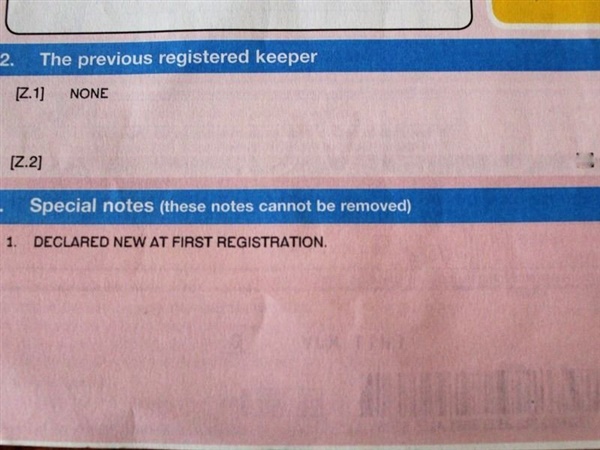 2. The previous registered keeper
[Z.1] NONE
[Z.2]
. Special notes (these notes cannot be removed)
1. DECLARED NEW AT FIRST REGISTRATION.